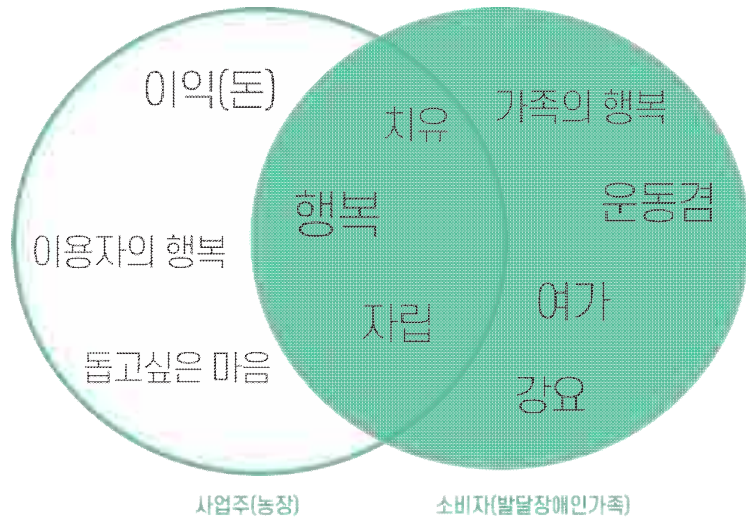 이익(돈)
이용자의 행복
돕고싶은 마음
치유
행복
자립
가족의 행복
운동겸
여가
강요
사업주(농장)
소비자(발달장애인가족)